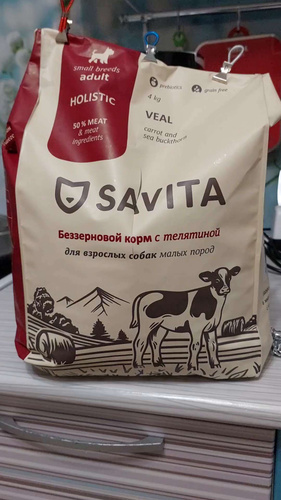 small breeds
adult
HOLISTIC
50 % MEAT
& meat
ingredients
probiotics
grain free
4 kg
VEAL
carrot and
sea buckthorn
SAVITA
Беззерновой корм с телятиной
для взрослых собак малых пород